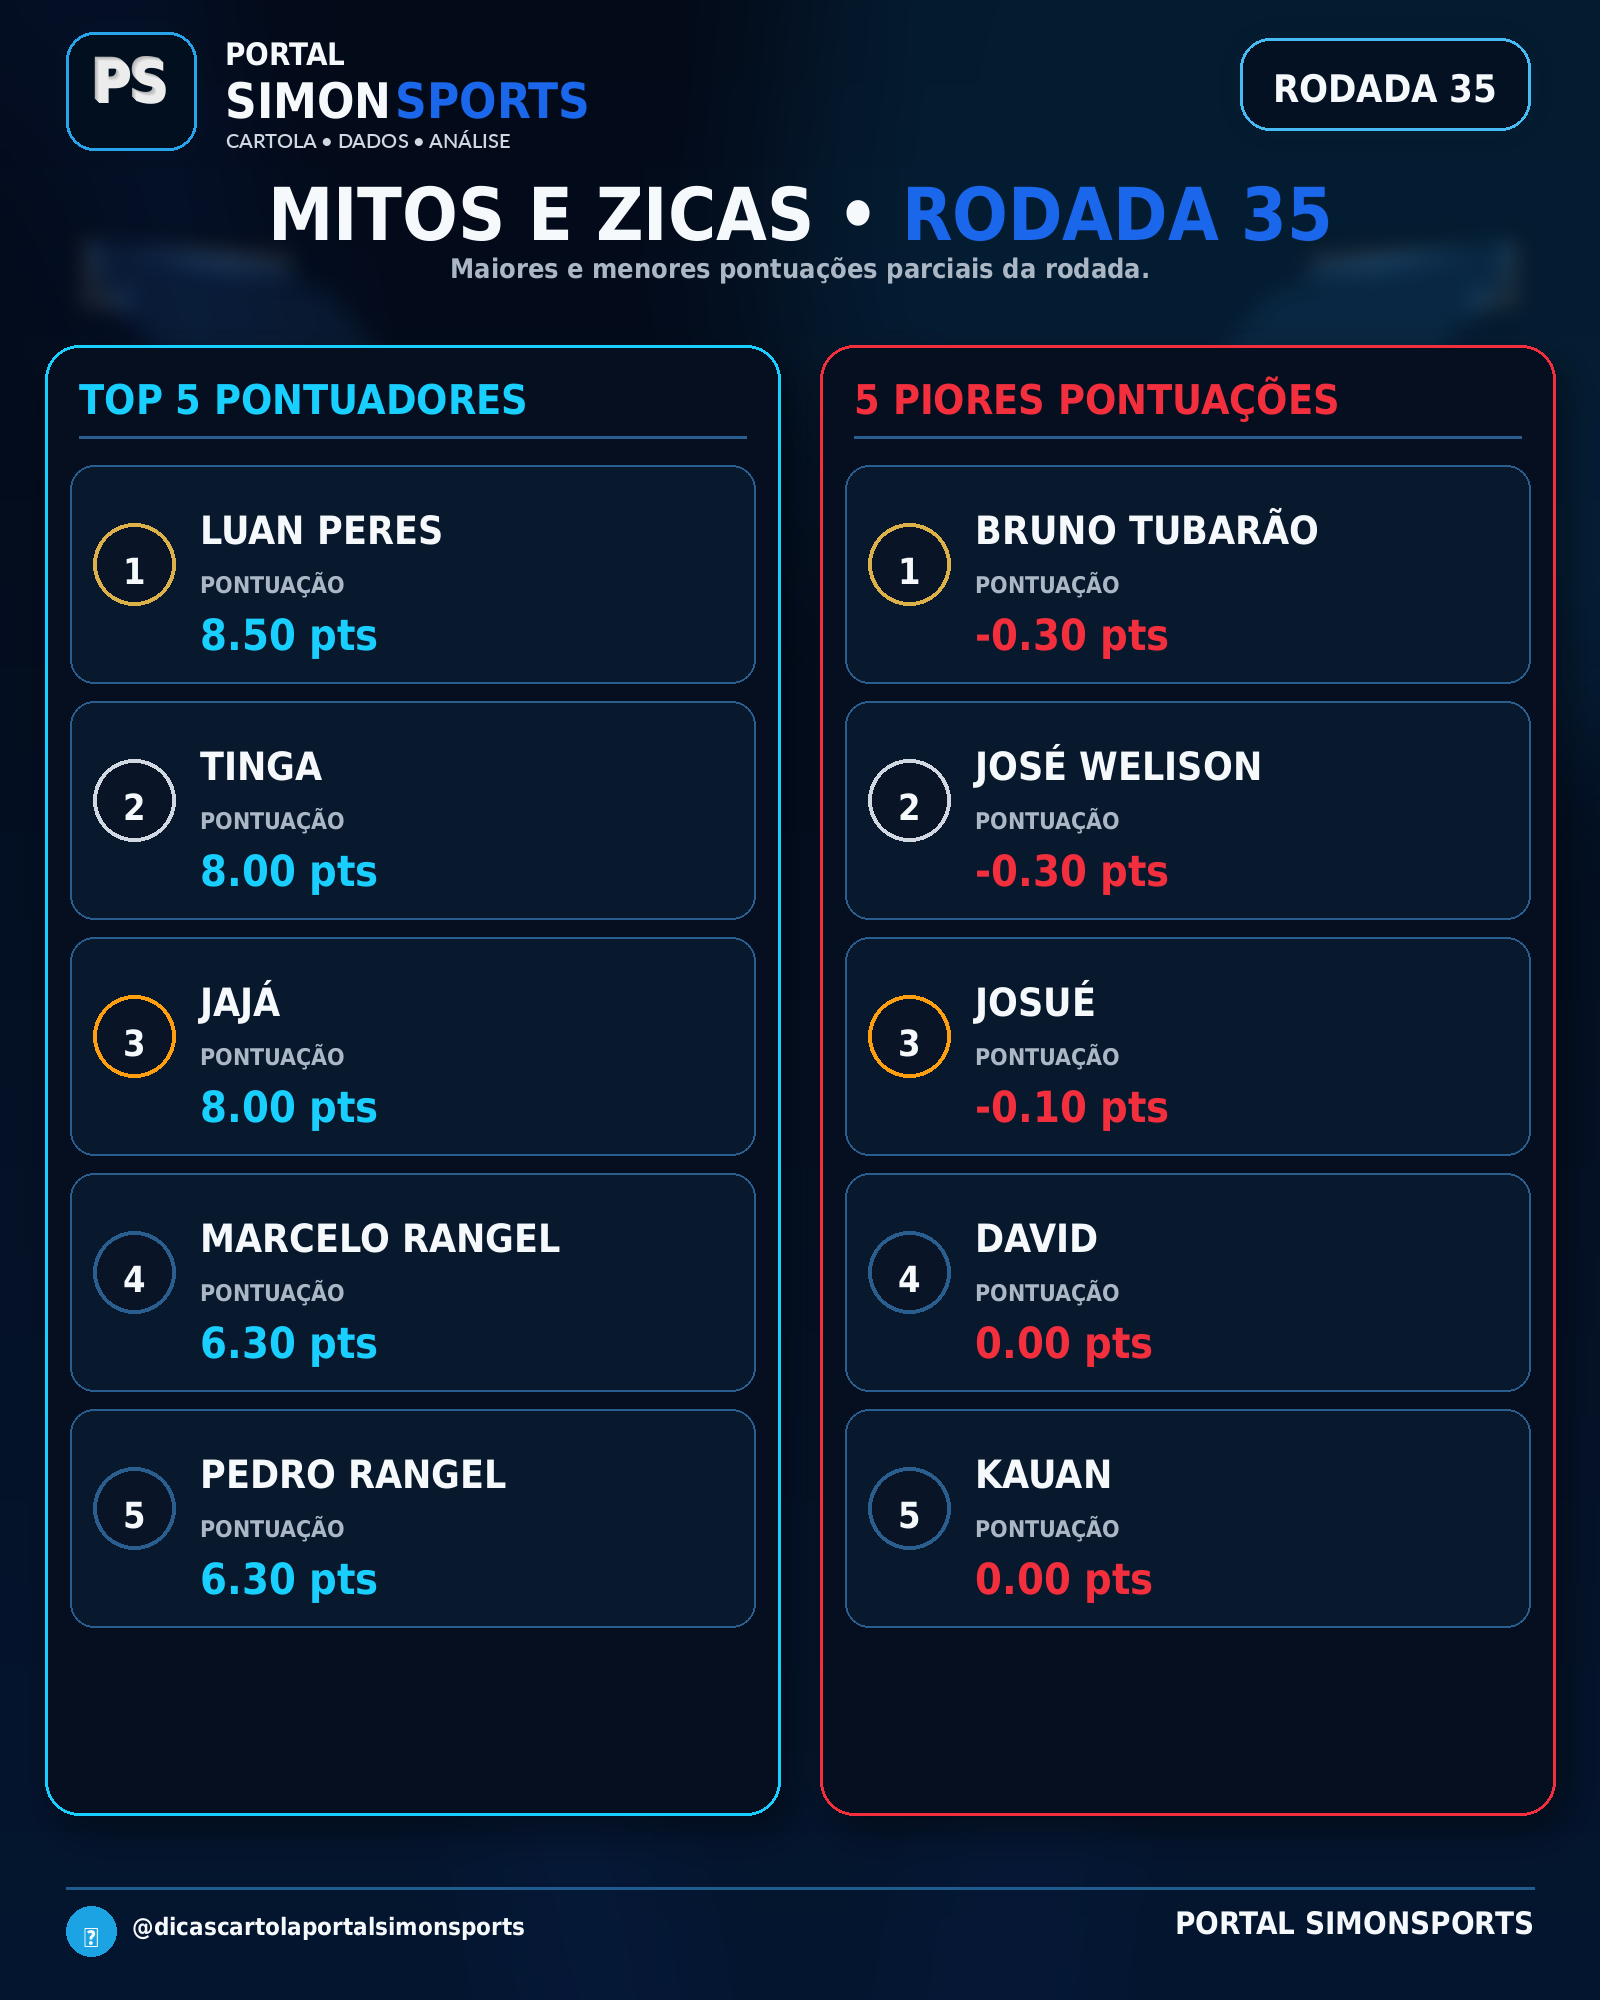 PS
PORTAL
SIMONSPORTS
CARTOLA • DADOS • ANÁLISE
RODADA 35
MITOS E ZICAS • RODADA 35
Maiores e menores pontuações parciais da rodada.
TOP 5 PONTUADORES
1
LUAN PERES
PONTUAÇÃO
8.50 pts
2
TINGA
PONTUAÇÃO
8.00 pts
3
JAJÁ
PONTUAÇÃO
8.00 pts
4
MARCELO RANGEL
PONTUAÇÃO
6.30 pts
5
PEDRO RANGEL
PONTUAÇÃO
6.30 pts
5 PIORES PONTUAÇÕES
1
BRUNO TUBARÃO
PONTUAÇÃO
-0.30 pts
2
JOSÉ WELISON
PONTUAÇÃO
-0.30 pts
3
JOSUÉ
PONTUAÇÃO
-0.10 pts
4
DAVID
PONTUAÇÃO
0.00 pts
5
KAUAN
PONTUAÇÃO
0.00 pts
@dicascartolaportalsimonsports
PORTAL SIMONSPORTS